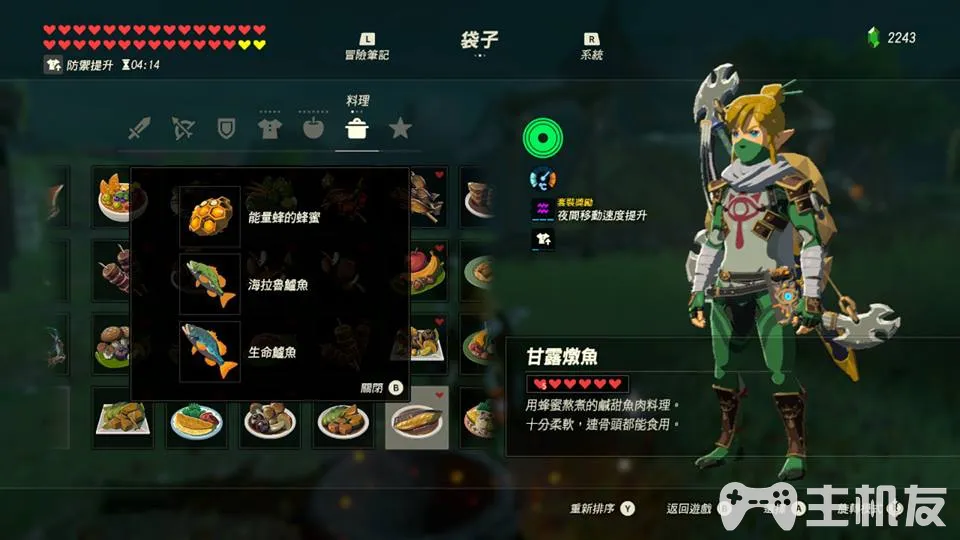 L
冒險筆記
袋子
R
系統
2243
防禦提升 04:14
料理
能量蜂的蜂蜜
海拉魯鱸魚
生命鱸魚
關閉 B
套裝獎勵
夜間移動速度提升
甘露燉魚
用蜂蜜熬煮的鹹甜魚肉料理。
十分柔軟，連骨頭都能食用。
重新排序 Y 返回遊戲 選擇 A
主机友